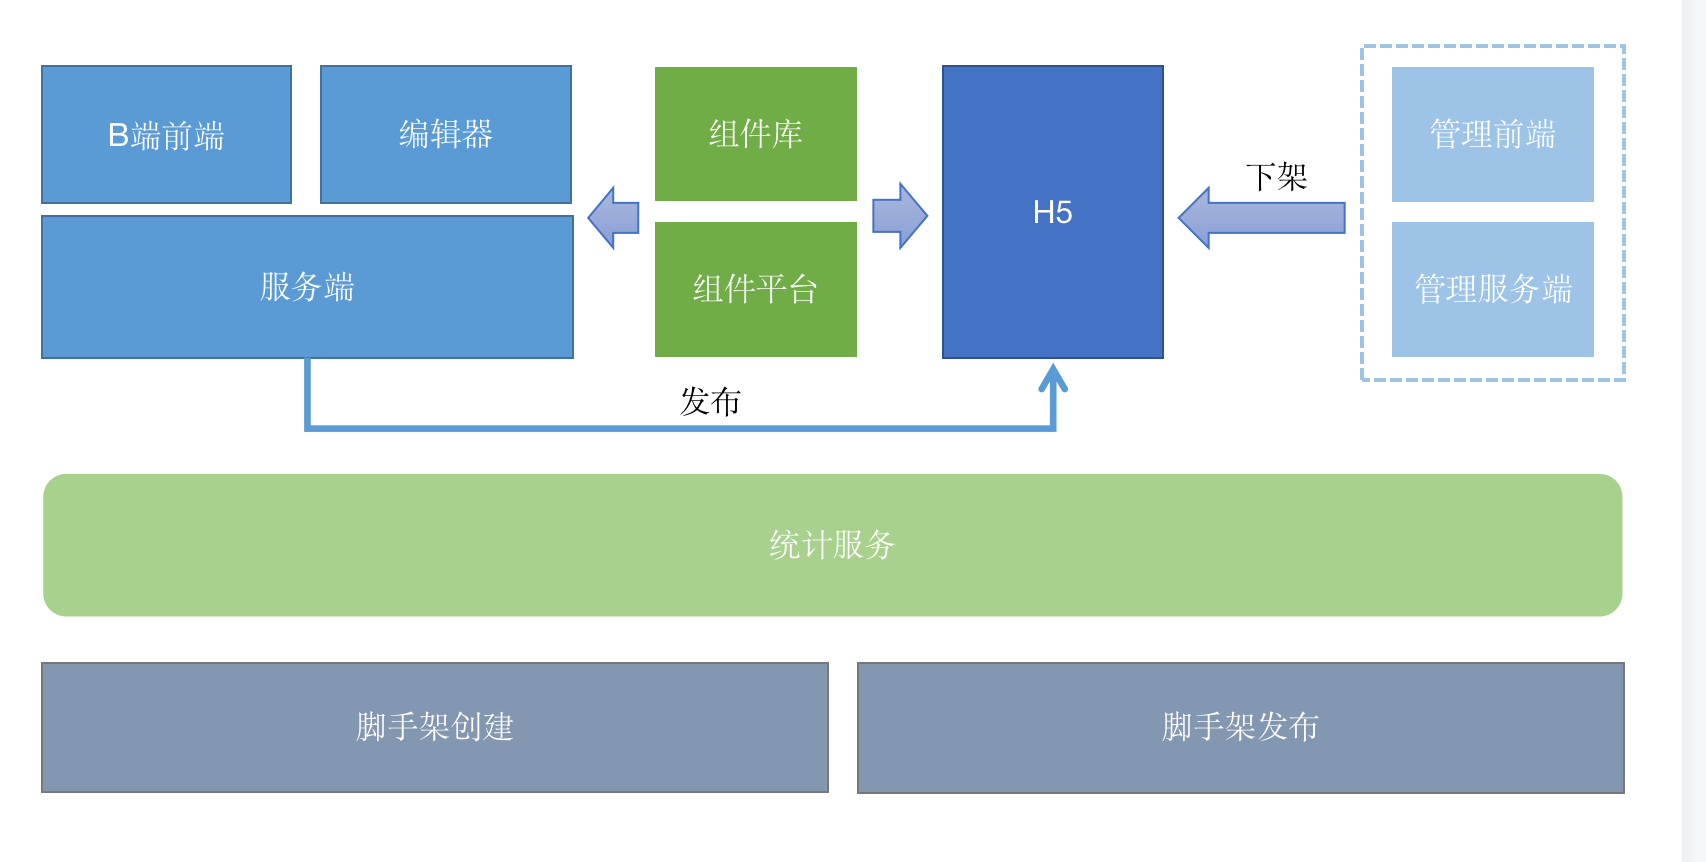 B端前端
编辑器
组件库
管理前端
下架
H5
服务端
组件平台
管理服务端
发布
统计服务
脚手架创建
脚手架发布